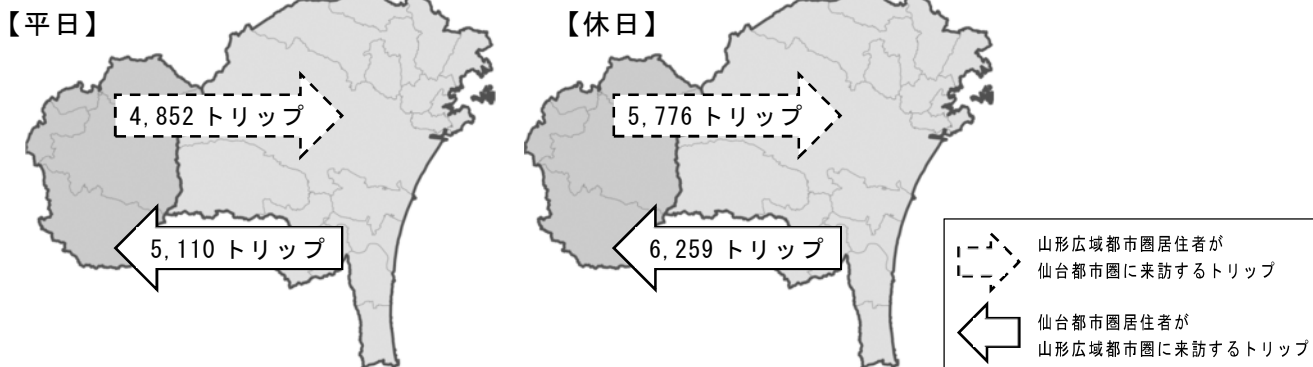 【平日】
【休日】
4,852 トリップ
5,776 トリップ
5,110 トリップ
6,259 トリップ
山形広域都市圏居住者が
仙台都市圏に来訪するトリップ
仙台都市圏居住者が
山形広域都市圏に来訪するトリップ